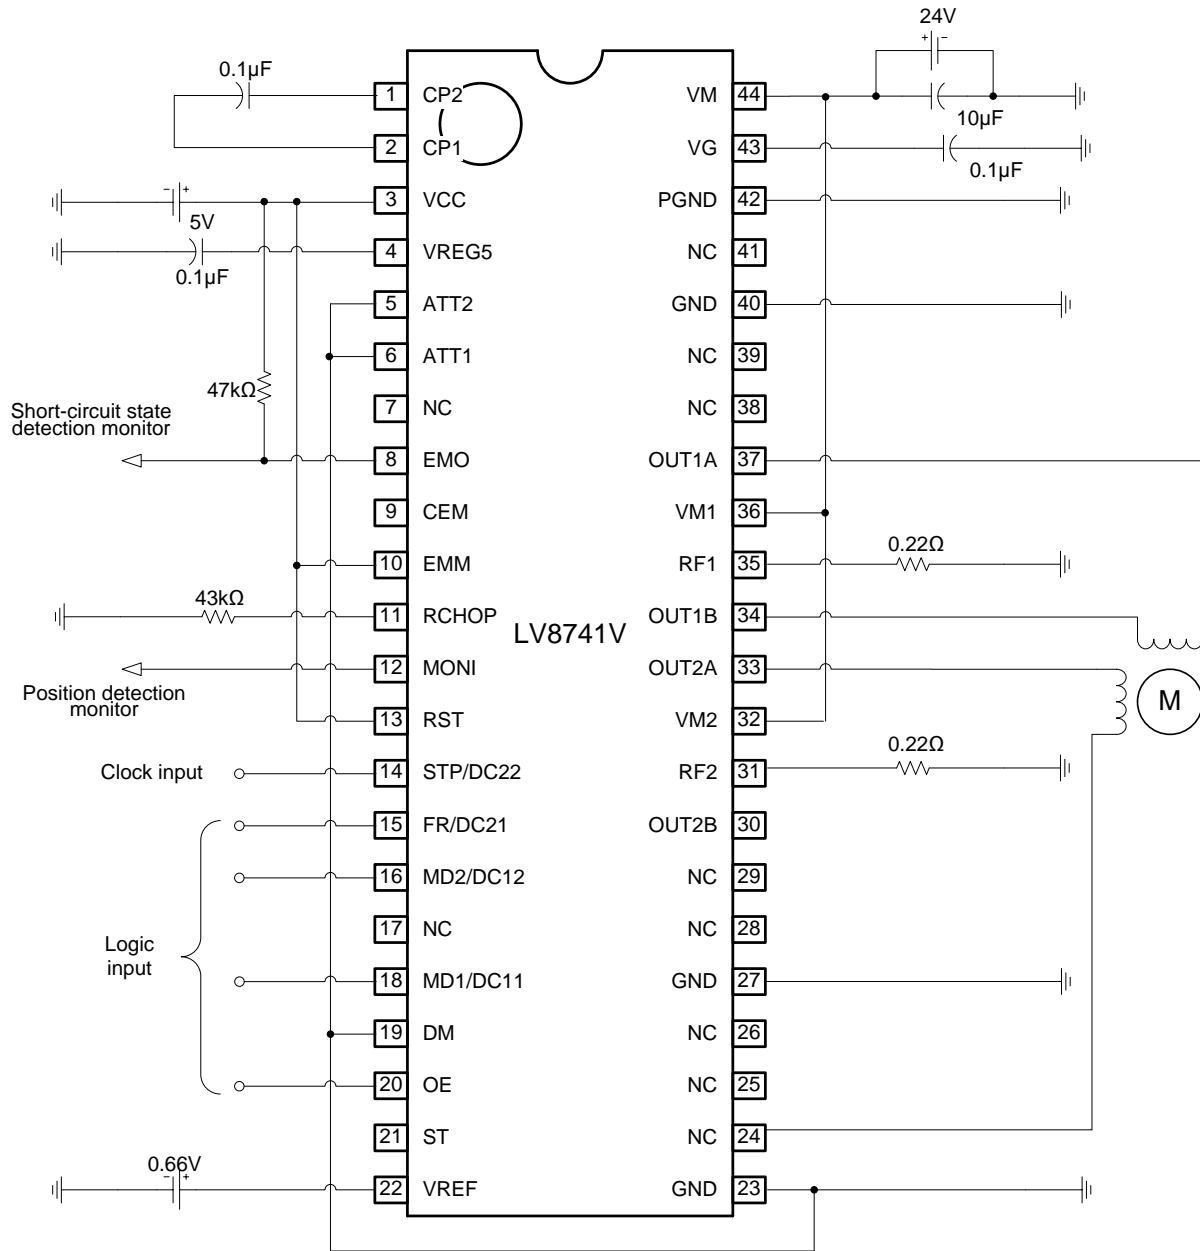 24V
+ -
0.1µF
1 CP2
VM 44
10µF
2 CP1
VG 43
0.1µF
- +
3 VCC
PGND 42
5V
4 VREG5
NC 41
0.1µF
5 ATT2
GND 40
6 ATT1
NC 39
47kΩ
7 NC
NC 38
Short-circuit state
detection monitor
8 EMO
OUT1A 37
9 CEM
VM1 36
0.22Ω
10 EMM
RF1 35
43kΩ
11 RCHOP
OUT1B 34
LV8741V
12 MONI
OUT2A 33
Position detection
monitor
M
13 RST
VM2 32
0.22Ω
Clock input
14 STP/DC22
RF2 31
15 FR/DC21
OUT2B 30
16 MD2/DC12
NC 29
17 NC
NC 28
Logic
input
18 MD1/DC11
GND 27
19 DM
NC 26
20 OE
NC 25
21 ST
NC 24
0.66V
- +
22 VREF
GND 23